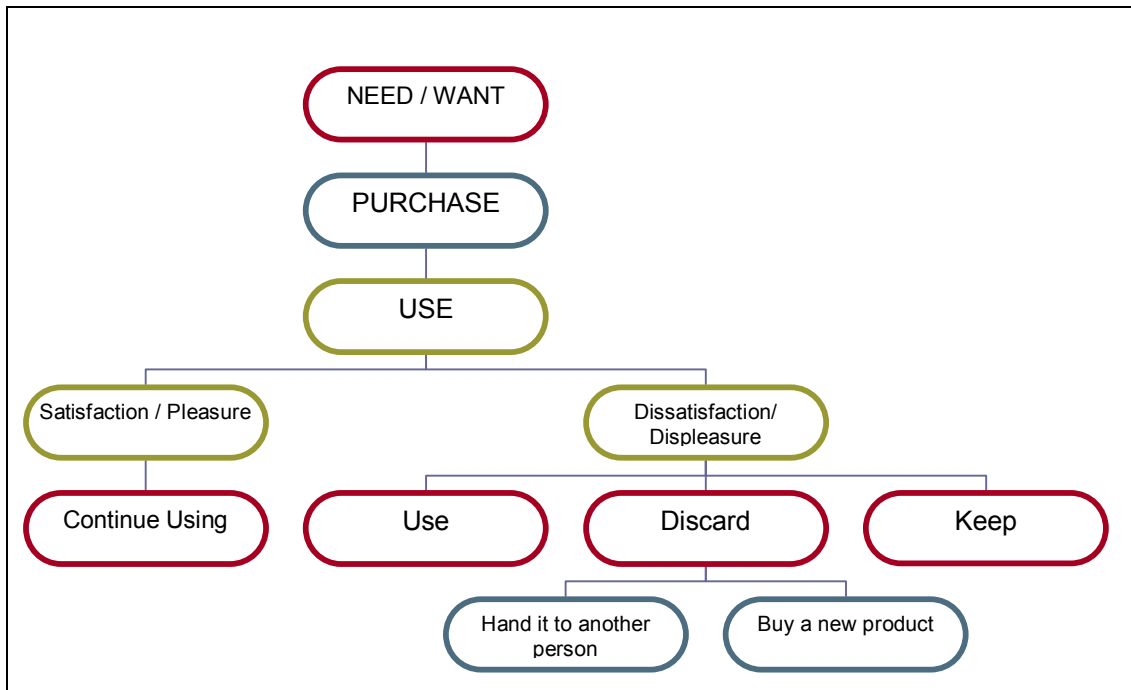 NEED / WANT
PURCHASE
USE
Satisfaction / Pleasure
Dissatisfaction/
Displeasure
Continue Using
Use
Discard
Keep
Hand it to another
person
Buy a new product